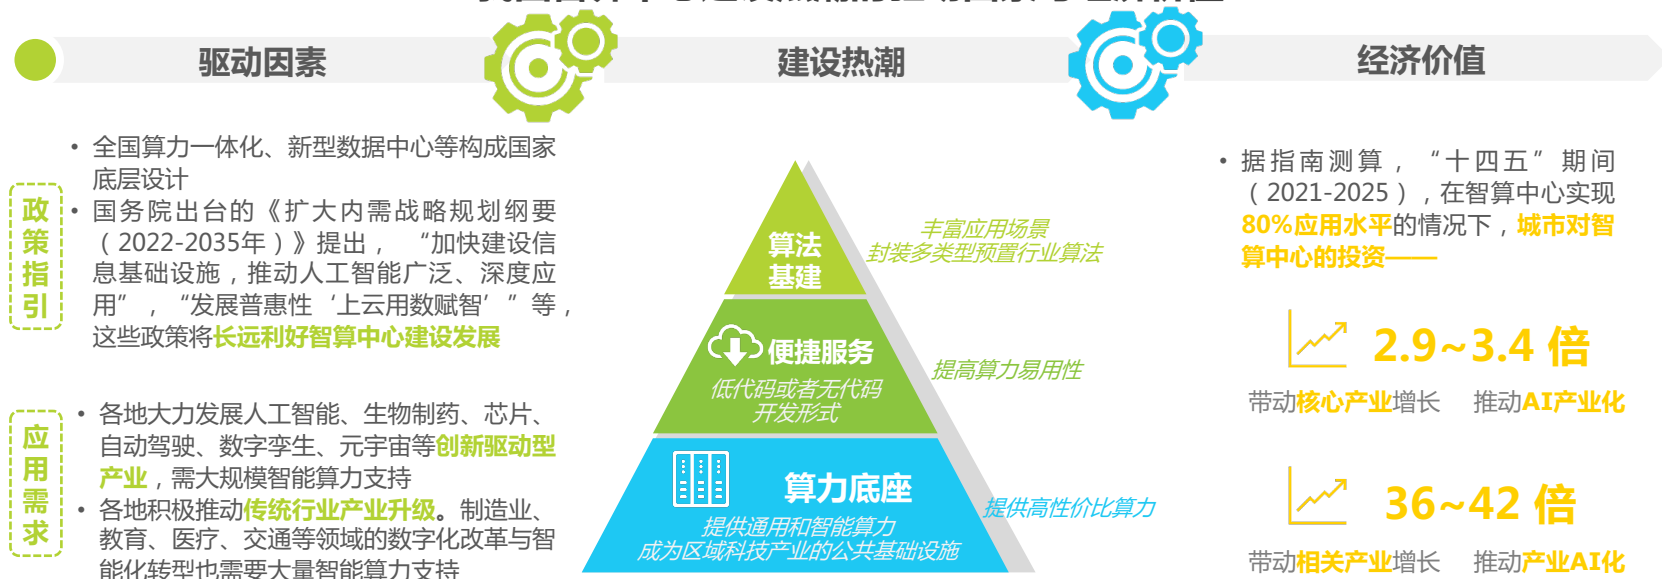 驱动因素
建设热潮
经济价值
政策指引
• 全国算力一体化、新型数据中心等构成国家
底层设计
• 国务院出台的《扩大内需战略规划纲要
（2022-2035年）》提出，“加快建设信
息基础设施，推动人工智能广泛、深度应
用”，“发展普惠性‘上云用数赋智’”等，
这些政策将长远利好智算中心建设发展
应用需求
• 各地大力发展人工智能、生物制药、芯片、
自动驾驶、数字孪生、元宇宙等创新驱动型
产业，需大规模智能算力支持
• 各地积极推动传统行业产业升级。制造业、
教育、医疗、交通等领域的数字化改革与智
能化转型也需要大量智能算力支持
算法
基建
丰富应用场景
封装多类型预置行业算法
便捷服务
低代码或者无代码
开发形式
提高算力易用性
算力底座
提供通用和智能算力
成为区域科技产业的公共基础设施
提供高性价比算力
• 据指南测算，“十四五”期间
（2021-2025），在智算中心实现
80%应用水平的情况下，城市对智
算中心的投资——
2.9~3.4 倍
带动核心产业增长 推动AI产业化
36~42 倍
带动相关产业增长 推动产业AI化